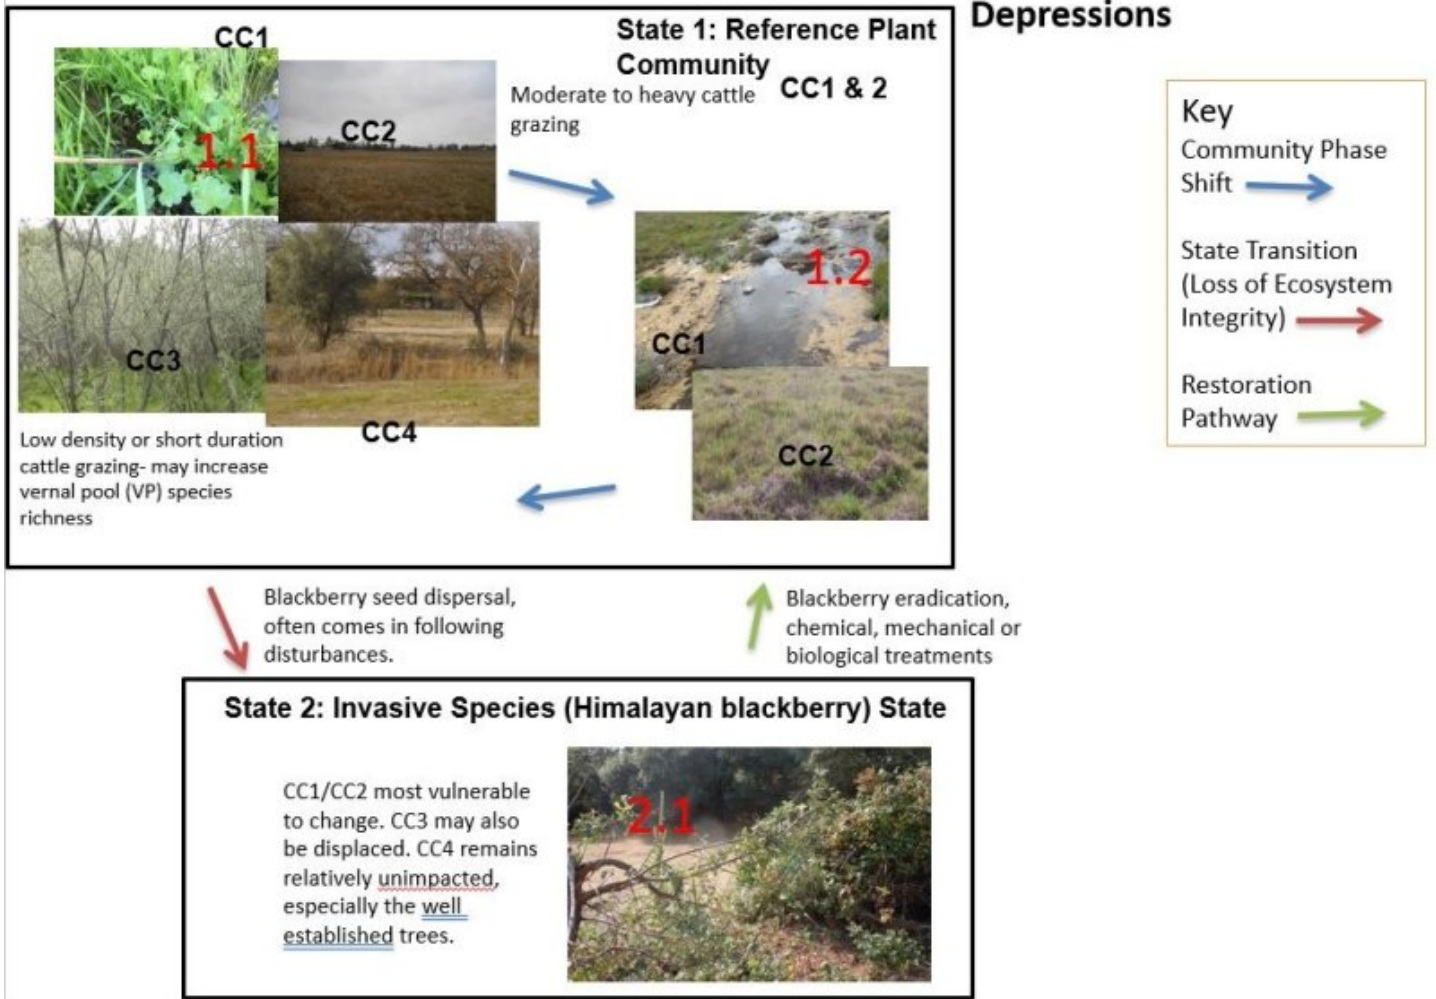 Depressions
State 1: Reference Plant
Community
CC1 & 2
CC1
1.1
CC2
CC3
CC4
Moderate to heavy cattle
grazing
1.2
CC1
CC2
Low density or short duration
cattle grazing- may increase
vernal pool (VP) species
richness
Key
Community Phase
Shift
State Transition
(Loss of Ecosystem
Integrity)
Restoration
Pathway
Blackberry seed dispersal,
often comes in following
disturbances.
Blackberry eradication,
chemical, mechanical or
biological treatments
State 2: Invasive Species (Himalayan blackberry) State
CC1/CC2 most vulnerable
to change. CC3 may also
be displaced. CC4 remains
relatively unimpacted,
especially the well
established trees.
2.1